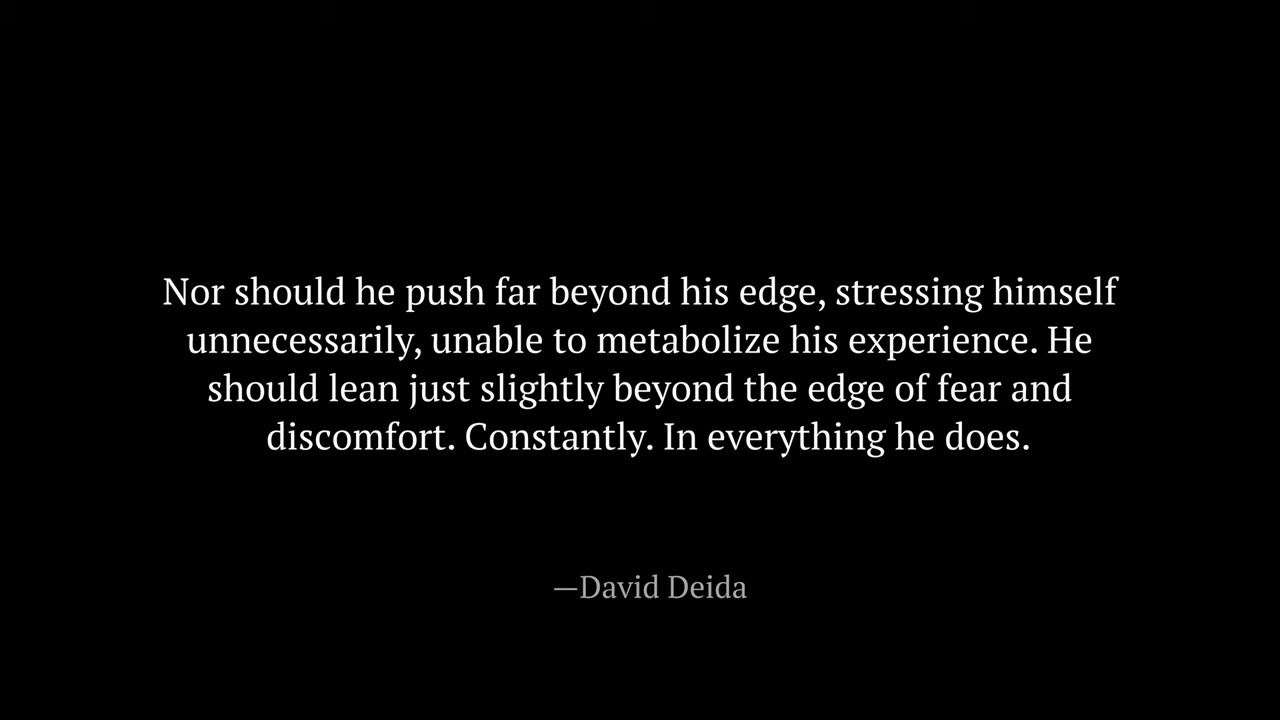 Nor should he push far beyond his edge, stressing himself
unnecessarily, unable to metabolize his experience. He
should lean just slightly beyond the edge of fear and
discomfort. Constantly. In everything he does.
—David Deida